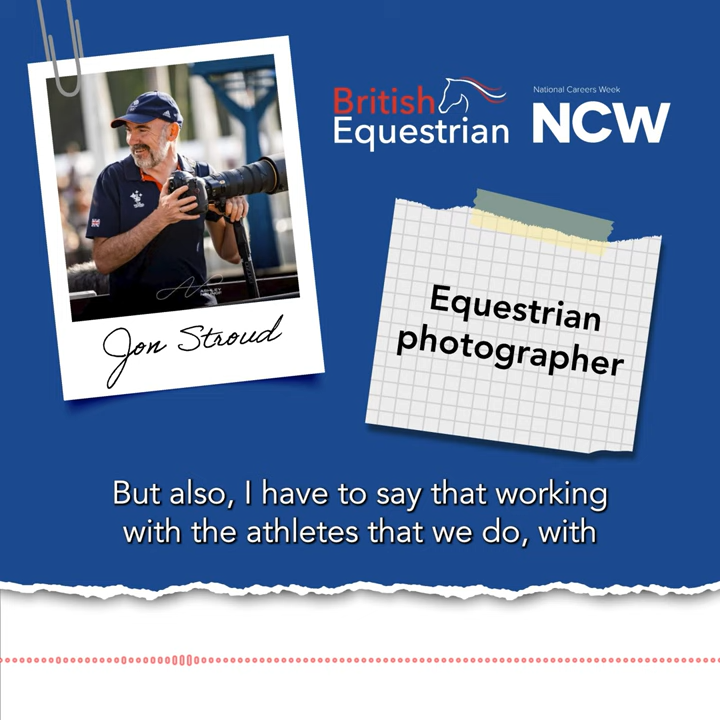 British
Equestrian
National Careers Week
NCW
Jon Stroud
Equestrian
photographer
But also, I have to say that working
with the athletes that we do, with